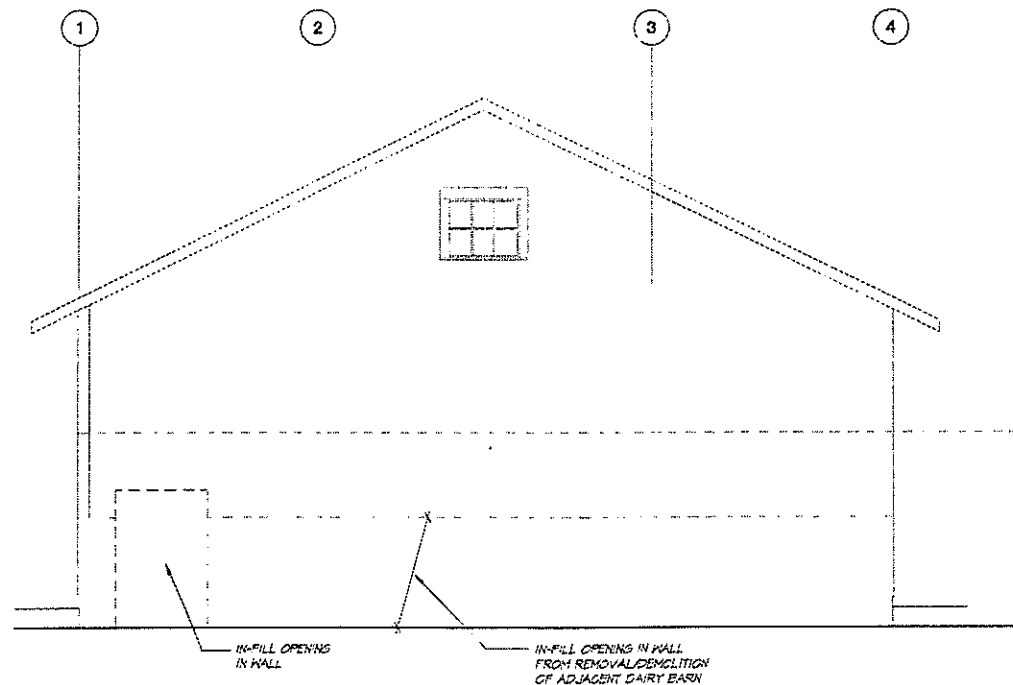 1 2 3 4
IN-FILL OPENING
IN WALL
IN-FILL OPENING IN WALL
FROM REMOVAL/DEMOLITION
OF ADJACENT DAIRY BARN